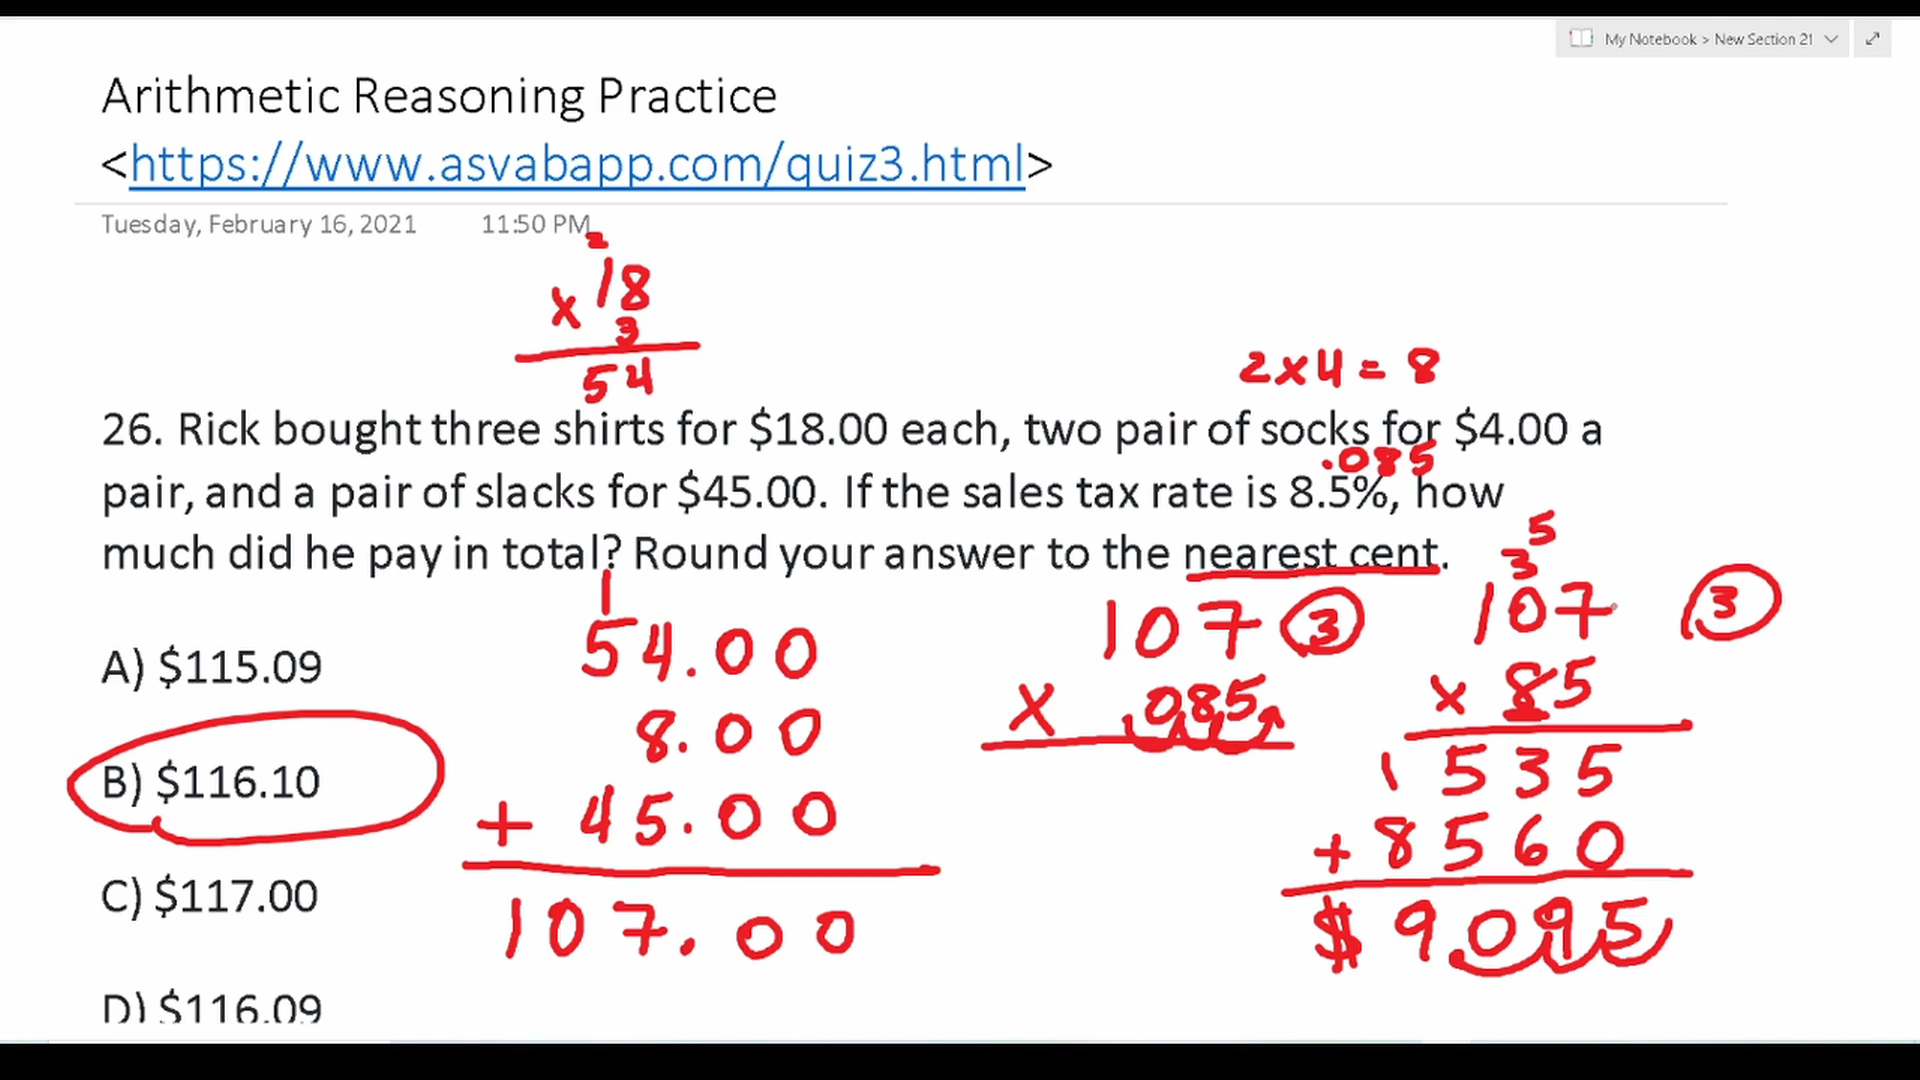 My Notebook > New Section 21
Arithmetic Reasoning Practice
<https://www.asvabapp.com/quiz3.html>
Tuesday, February 16, 2021 11:50 PM
2
18
x 3
54
2 x 4 = 8
26. Rick bought three shirts for $18.00 each, two pair of socks for $4.00 a
.085
pair, and a pair of slacks for $45.00. If the sales tax rate is 8.5%, how
much did he pay in total? Round your answer to the nearest cent.
A) $115.09
B) $116.10
C) $117.00
D) $116.09
1
54.00
8.00
+ 45.00
107.00
107 3
x .085
5
3
107 3
x 85
1535
+ 8560
$ 9.095